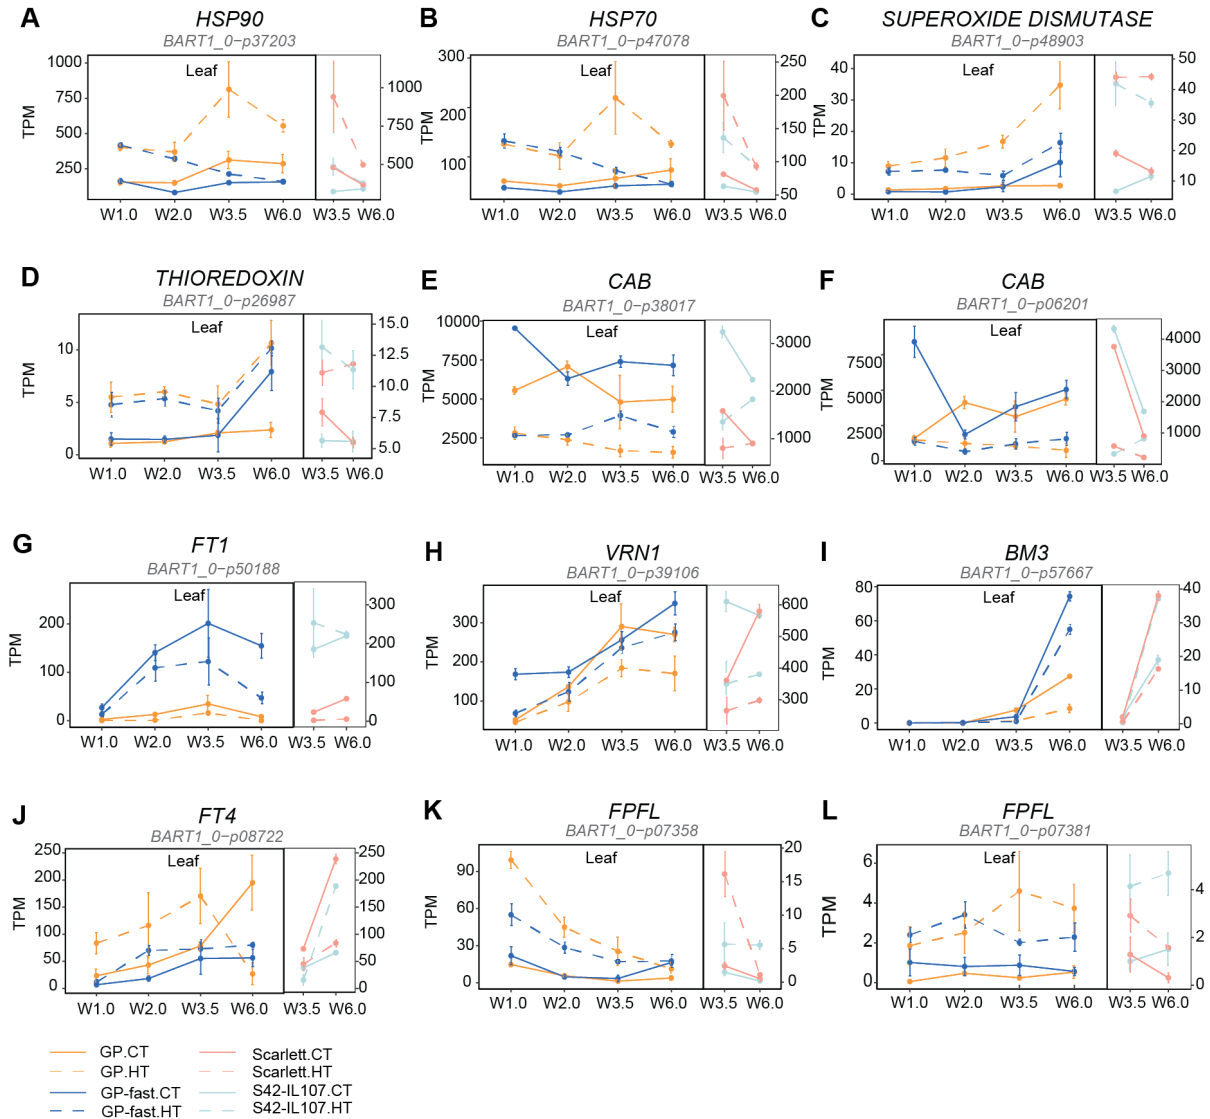 A
HSP90
BART1_0−p37203
TPM
1000
750
500
250
Leaf
1000
750
500
W1.0 W2.0 W3.5 W6.0 W3.5 W6.0
B
HSP70
BART1_0−p47078
TPM
300
200
100
Leaf
250
200
150
100
50
W1.0 W2.0 W3.5 W6.0 W3.5 W6.0
C
SUPEROXIDE DISMUTASE
BART1_0−p48903
TPM
40
30
20
10
0
Leaf
50
40
30
20
10
W1.0 W2.0 W3.5 W6.0 W3.5 W6.0
D
THIOREDOXIN
BART1_0−p26987
TPM
10
5
0
Leaf
15.0
12.5
10.0
7.5
5.0
W1.0 W2.0 W3.5 W6.0 W3.5 W6.0
E
CAB
BART1_0−p38017
TPM
10000
7500
5000
2500
Leaf
3000
2000
1000
W1.0 W2.0 W3.5 W6.0 W3.5 W6.0
F
CAB
BART1_0−p06201
TPM
7500
5000
2500
0
Leaf
4000
3000
2000
1000
W1.0 W2.0 W3.5 W6.0 W3.5 W6.0
G
FT1
BART1_0−p50188
TPM
200
100
0
Leaf
300
200
100
0
W1.0 W2.0 W3.5 W6.0 W3.5 W6.0
H
VRN1
BART1_0−p39106
TPM
300
200
100
Leaf
600
500
400
300
W1.0 W2.0 W3.5 W6.0 W3.5 W6.0
I
BM3
BART1_0−p57667
TPM
80
60
40
20
0
Leaf
40
30
20
10
0
W1.0 W2.0 W3.5 W6.0 W3.5 W6.0
J
FT4
BART1_0−p08722
TPM
250
200
150
100
50
0
Leaf
250
200
150
100
50
0
W1.0 W2.0 W3.5 W6.0 W3.5 W6.0
K
FPFL
BART1_0−p07358
TPM
90
60
30
0
Leaf
20
15
10
5
0
W1.0 W2.0 W3.5 W6.0 W3.5 W6.0
L
FPFL
BART1_0−p07381
TPM
6
4
2
0
Leaf
4
2
0
W1.0 W2.0 W3.5 W6.0 W3.5 W6.0
GP.CT
GP.HT
GP-fast.CT
GP-fast.HT
Scarlett.CT
Scarlett.HT
S42-IL107.CT
S42-IL107.HT